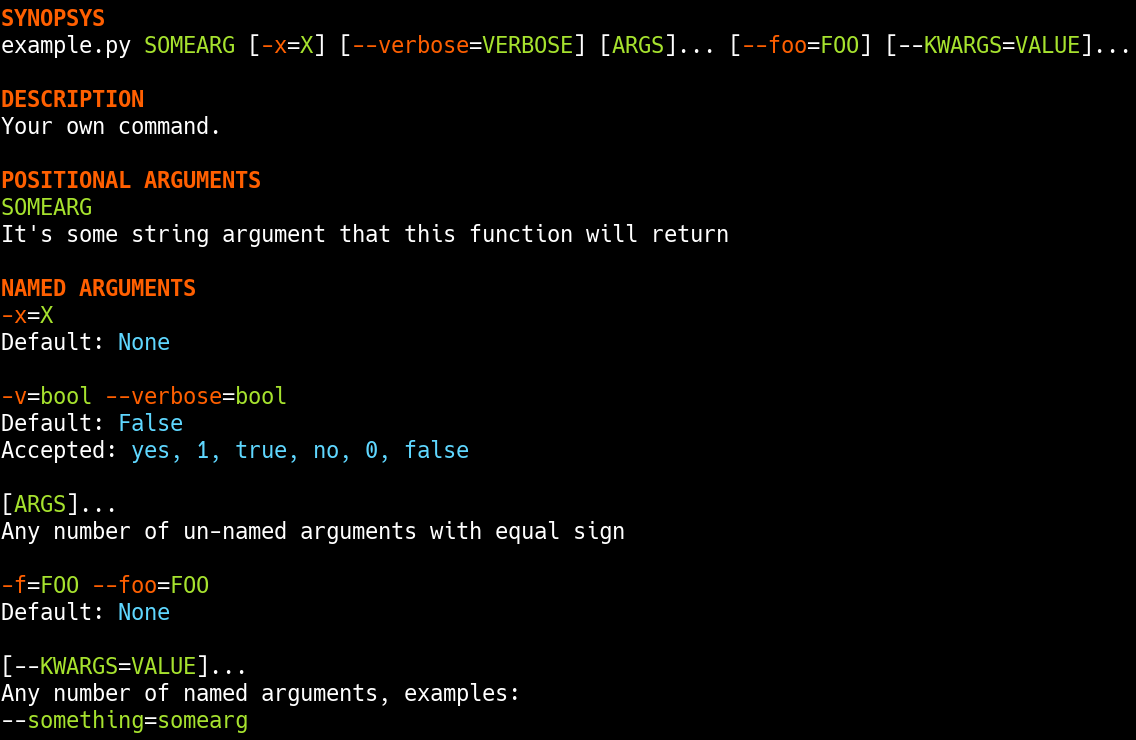 SYNOPSYS
example.py SOMEARG [-x=X] [--verbose=VERBOSE] [ARGS]... [--foo=FOO] [--KWARGS=VALUE]...
DESCRIPTION
Your own command.
POSITIONAL ARGUMENTS
SOMEARG
It's some string argument that this function will return
NAMED ARGUMENTS
-x=X
Default: None
-v=bool --verbose=bool
Default: False
Accepted: yes, 1, true, no, 0, false
[ARGS]...
Any number of un-named arguments with equal sign
-f=FOO --foo=FOO
Default: None
[--KWARGS=VALUE]...
Any number of named arguments, examples:
--something=somearg